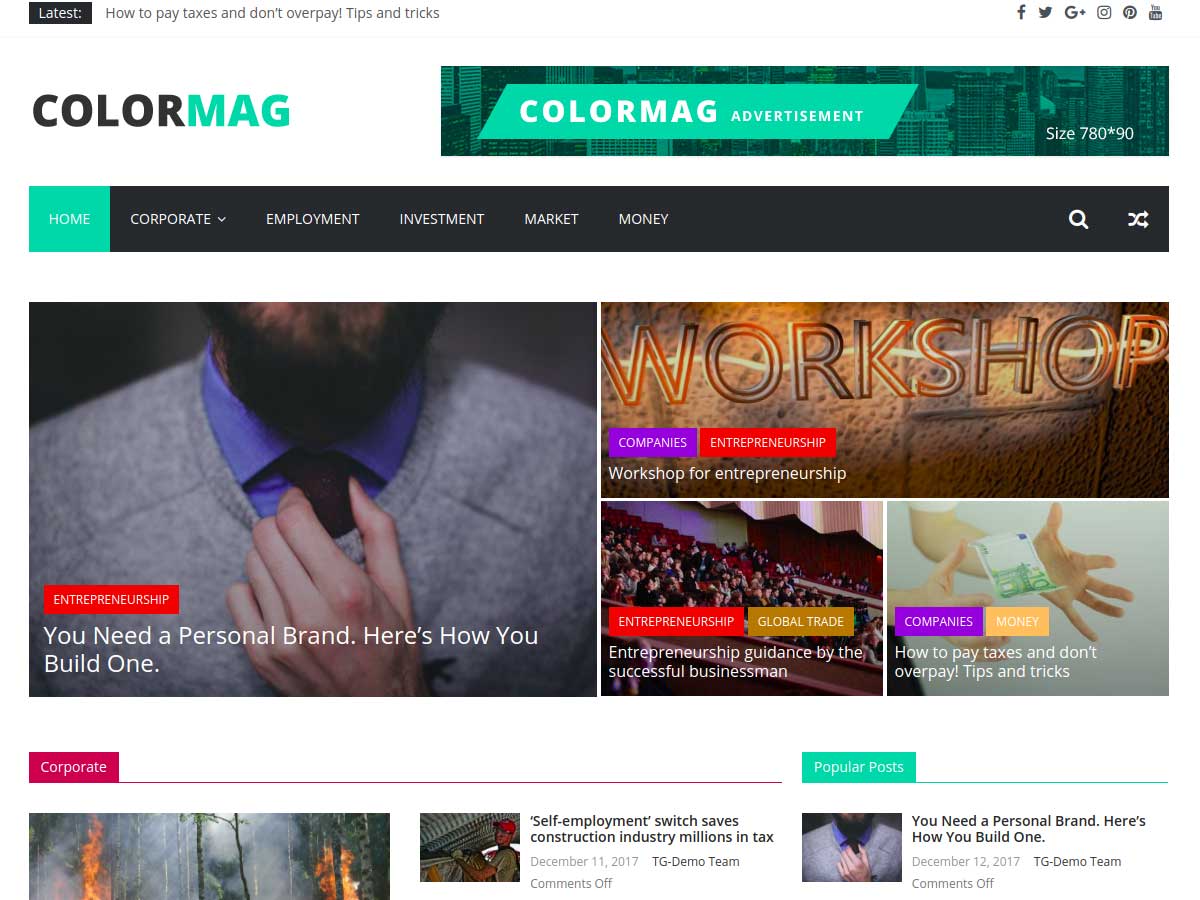 Latest: How to pay taxes and don't overpay! Tips and tricks
You Tube
COLORMAG
COLORMAG ADVERTISEMENT
Size 780*90
HOME CORPORATE EMPLOYMENT INVESTMENT MARKET MONEY
WORKSHOP
COMPANIES ENTREPRENEURSHIP
Workshop for entrepreneurship
ENTREPRENEURSHIP
You Need a Personal Brand. Here's How You
Build One.
ENTREPRENEURSHIP GLOBAL TRADE
Entrepreneurship guidance by the
successful businessman
COMPANIES MONEY
How to pay taxes and don't
overpay! Tips and tricks
Corporate
Popular Posts
‘Self-employment’ switch saves
construction industry millions in tax
December 11, 2017 TG-Demo Team
Comments Off
You Need a Personal Brand. Here's
How You Build One.
December 12, 2017 TG-Demo Team
Comments Off